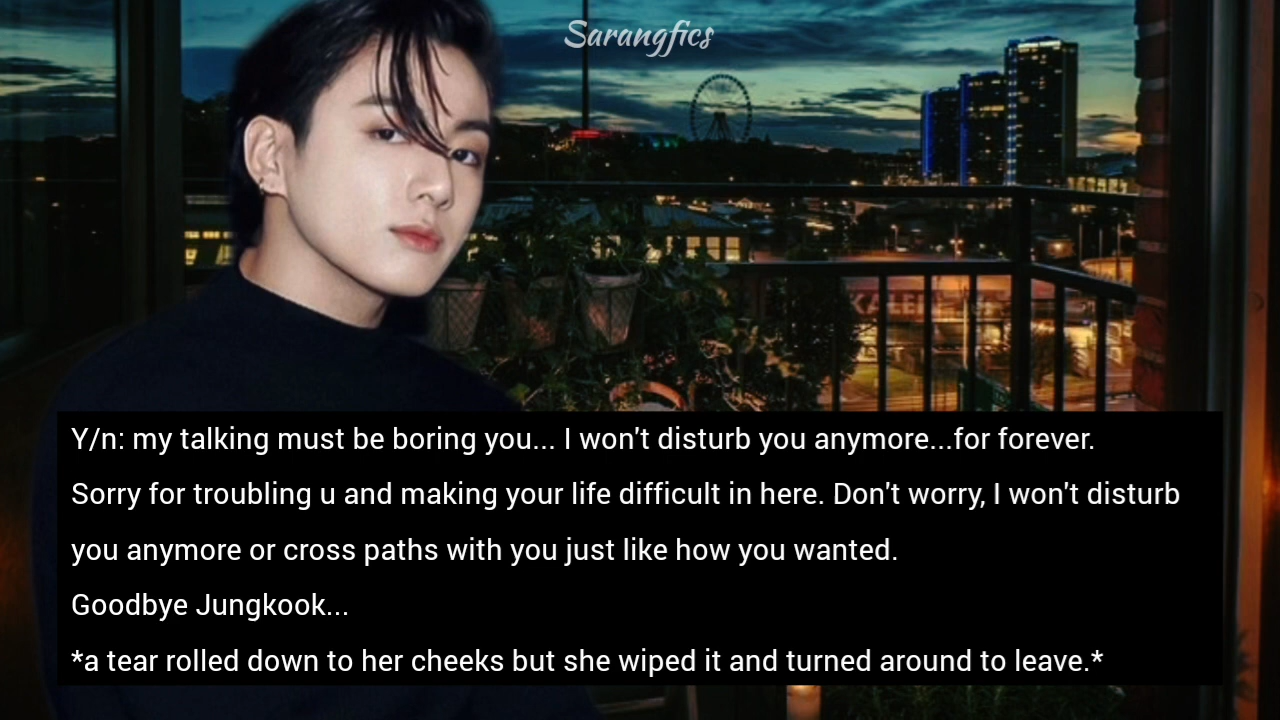 Sarangfics
Y/n: my talking must be boring you... I won't disturb you anymore...for forever.
Sorry for troubling u and making your life difficult in here. Don't worry, I won't disturb
you anymore or cross paths with you just like how you wanted.
Goodbye Jungkook...
*a tear rolled down to her cheeks but she wiped it and turned around to leave.*